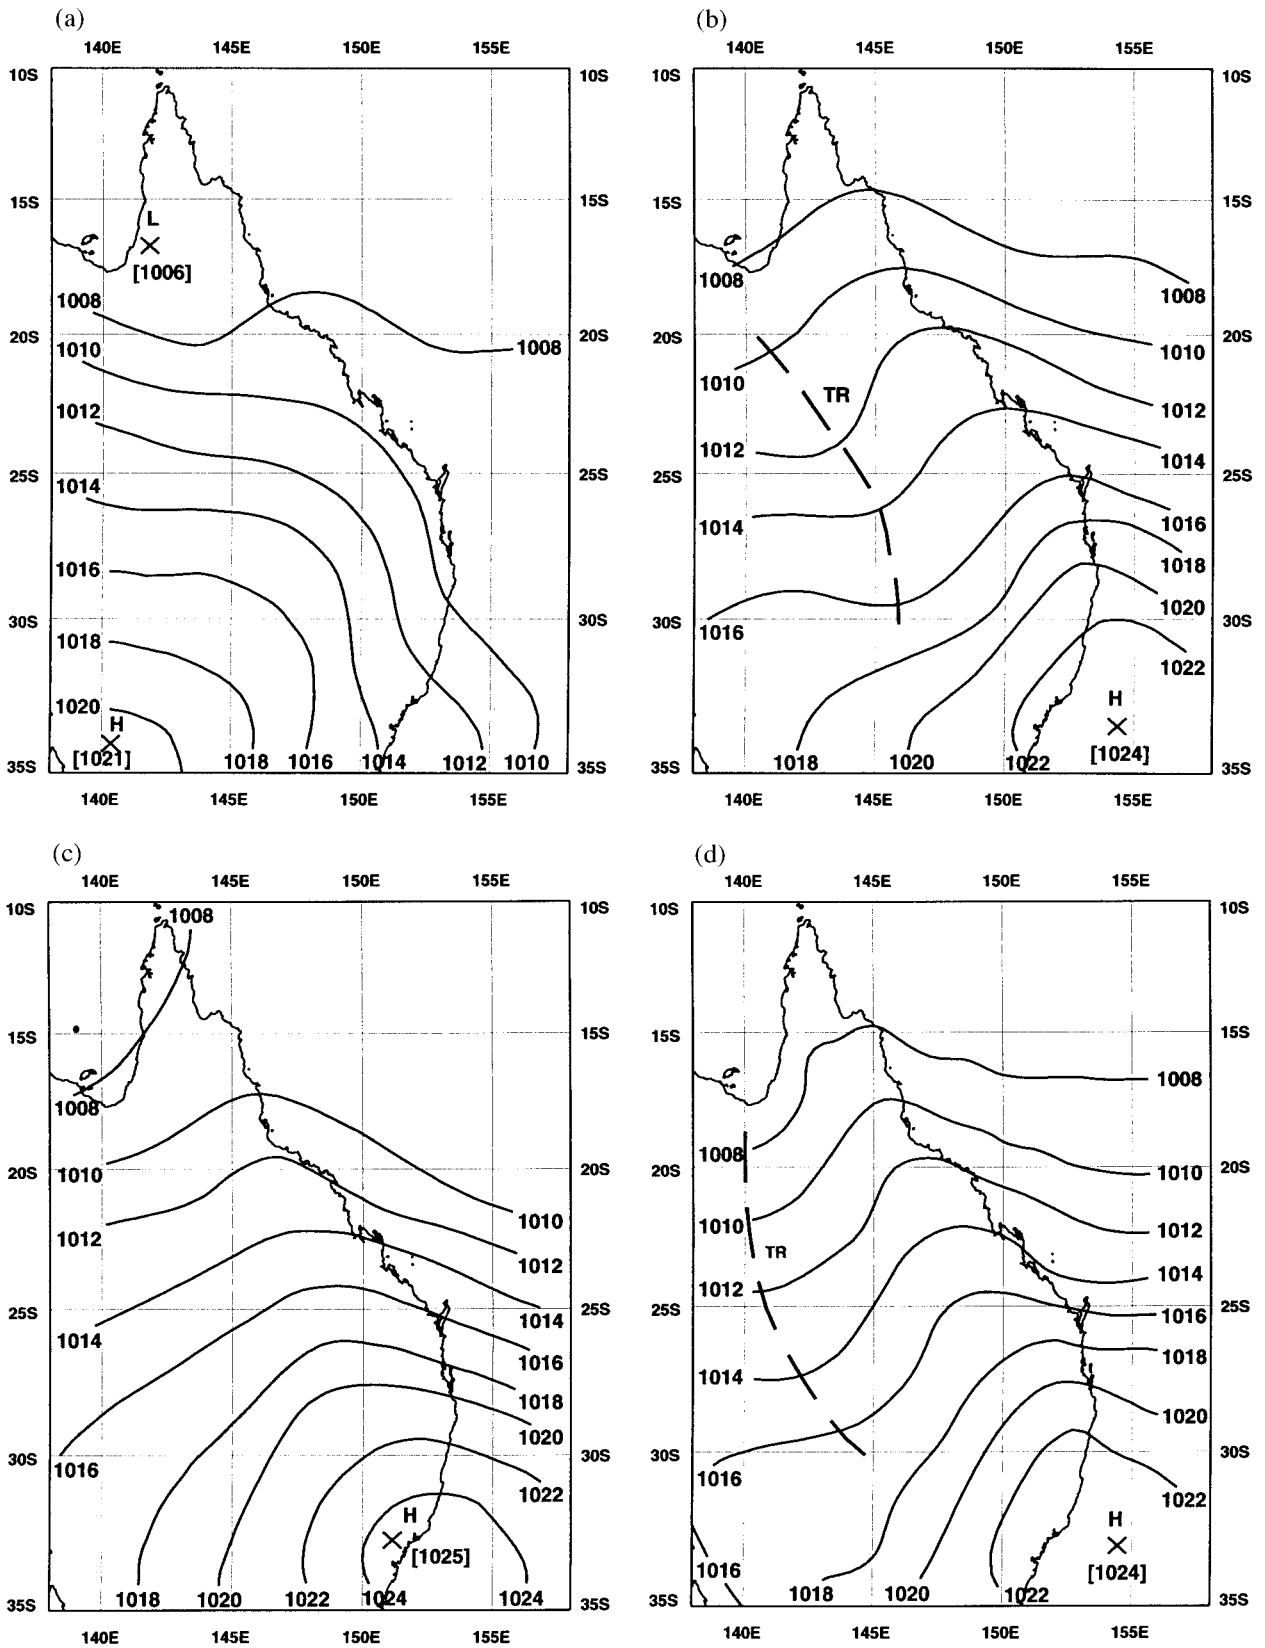 (a) (b)
140E 145E 150E 155E 140E 145E 150E 155E
10S 10S 10S 10S
15S 15S 15S 15S
L
[1006]
1008 1008
1008 1008
20S 20S 20S 20S
1010 1010 1010
TR
1012 1012 1012
1014
25S 25S 25S 25S
1014 1014 1016
1016 1018
1020
30S 30S 30S 30S
1016
1018 1022
1020 H H
[1021] [1024]
1018 1016 1014 1012 1010 1018 1020 1022
35S 35S 35S 35S
140E 145E 150E 155E 140E 145E 150E 155E
(c) (d)
140E 145E 150E 155E 140E 145E 150E 155E
10S 1008 10S 10S 10S
15S 15S 15S 15S
1008 1008
1008
20S 20S 20S 20S
1010 1010
1010 1010
1012 1012 TR 1012
1012 1014
25S 25S 25S 25S
1014 1014 1016
1016 1014 1018
1018 1020
1020
30S 30S 30S 30S
1016 1016
1022 1022
H H
[1025] [1024]
1016
1018 1020 1022 1024 1024 1018 1020 1022
35S 35S 35S 35S
140E 145E 150E 155E 140E 145E 150E 155E